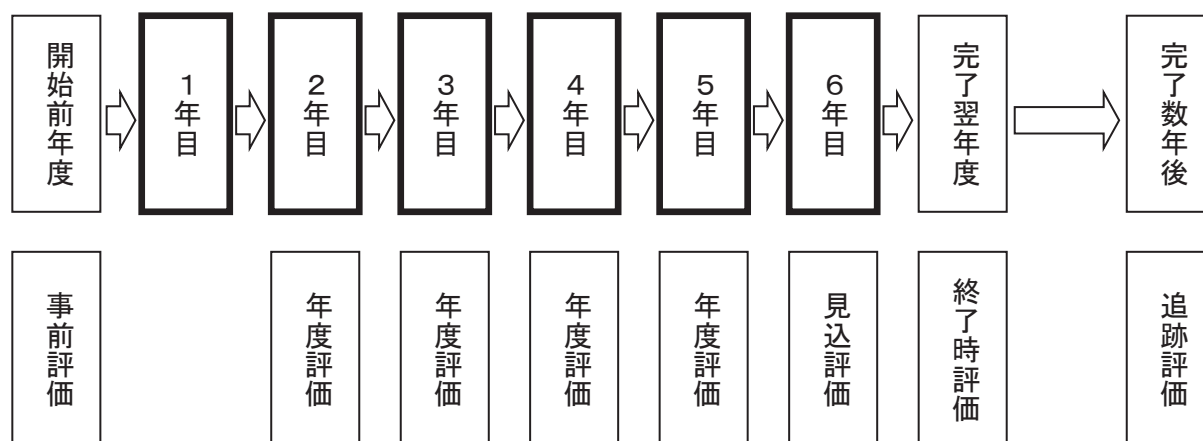 開始前年度
1年目
2年目
3年目
4年目
5年目
6年目
完了翌年度
完了数年後
事前評価
年度評価
年度評価
年度評価
年度評価
見込評価
終了時評価
追跡評価